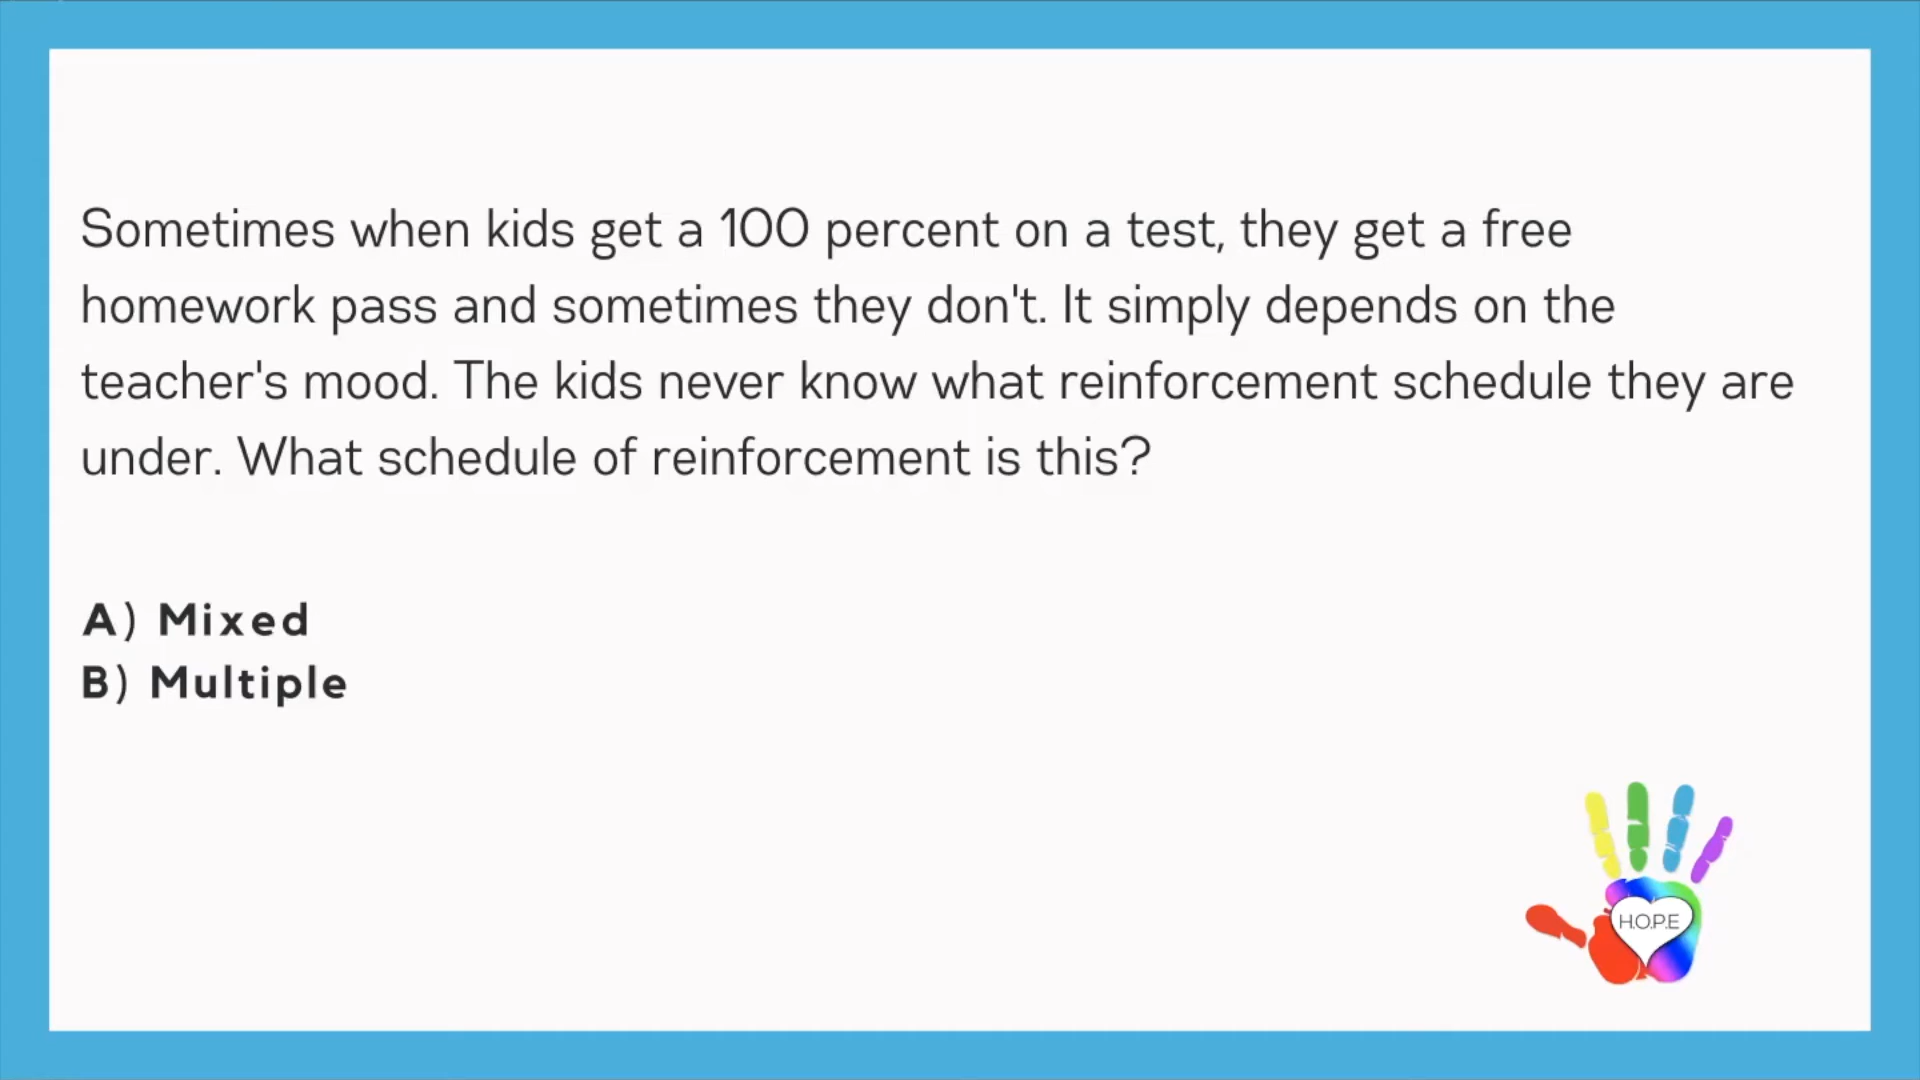 Sometimes when kids get a 100 percent on a test, they get a free
homework pass and sometimes they don't. It simply depends on the
teacher's mood. The kids never know what reinforcement schedule they are
under. What schedule of reinforcement is this?
A) Mixed
B) Multiple
H.O.P.E